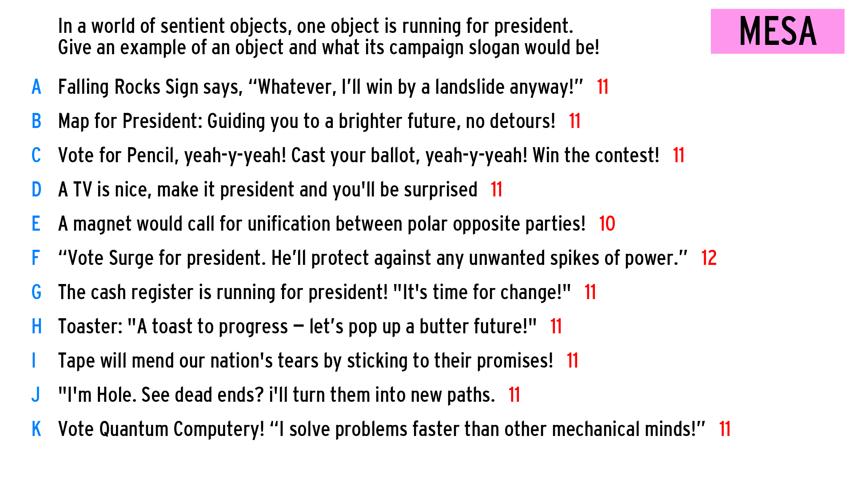 In a world of sentient objects, one object is running for president.
Give an example of an object and what its campaign slogan would be!
MESA
A Falling Rocks Sign says, “Whatever, I’ll win by a landslide anyway!” 11
B Map for President: Guiding you to a brighter future, no detours! 11
C Vote for Pencil, yeah-y-yeah! Cast your ballot, yeah-y-yeah! Win the contest! 11
D A TV is nice, make it president and you'll be surprised 11
E A magnet would call for unification between polar opposite parties! 10
F “Vote Surge for president. He’ll protect against any unwanted spikes of power.” 12
G The cash register is running for president! "It's time for change!" 11
H Toaster: "A toast to progress – let’s pop up a butter future!" 11
I Tape will mend our nation's tears by sticking to their promises! 11
J "I'm Hole. See dead ends? i'll turn them into new paths. 11
K Vote Quantum Computery! “I solve problems faster than other mechanical minds!” 11